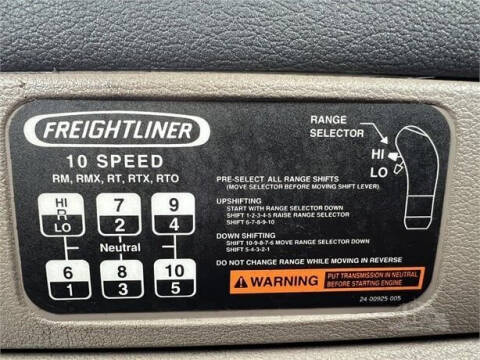 FREIGHTLINER
10 SPEED
RM, RMX, RT, RTX, RTO
HI
R
LO
7
2
9
4
Neutral
6
1
8
3
10
5
RANGE
SELECTOR
HI
LO
PRE-SELECT ALL RANGE SHIFTS
(MOVE SELECTOR BEFORE MOVING SHIFT LEVER)
UPSHIFTING
START WITH RANGE SELECTOR DOWN
SHIFT 1-2-3-4-5 RAISE RANGE SELECTOR
SHIFT 6-7-8-9-10
DOWN SHIFTING
SHIFT 10-9-8-7-6 MOVE RANGE SELECTOR DOWN
SHIFT 5-4-3-2-1
DO NOT CHANGE RANGE WHILE MOVING IN REVERSE
WARNING
PUT TRANSMISSION IN NEUTRAL
BEFORE STARTING ENGINE
24-00925-005